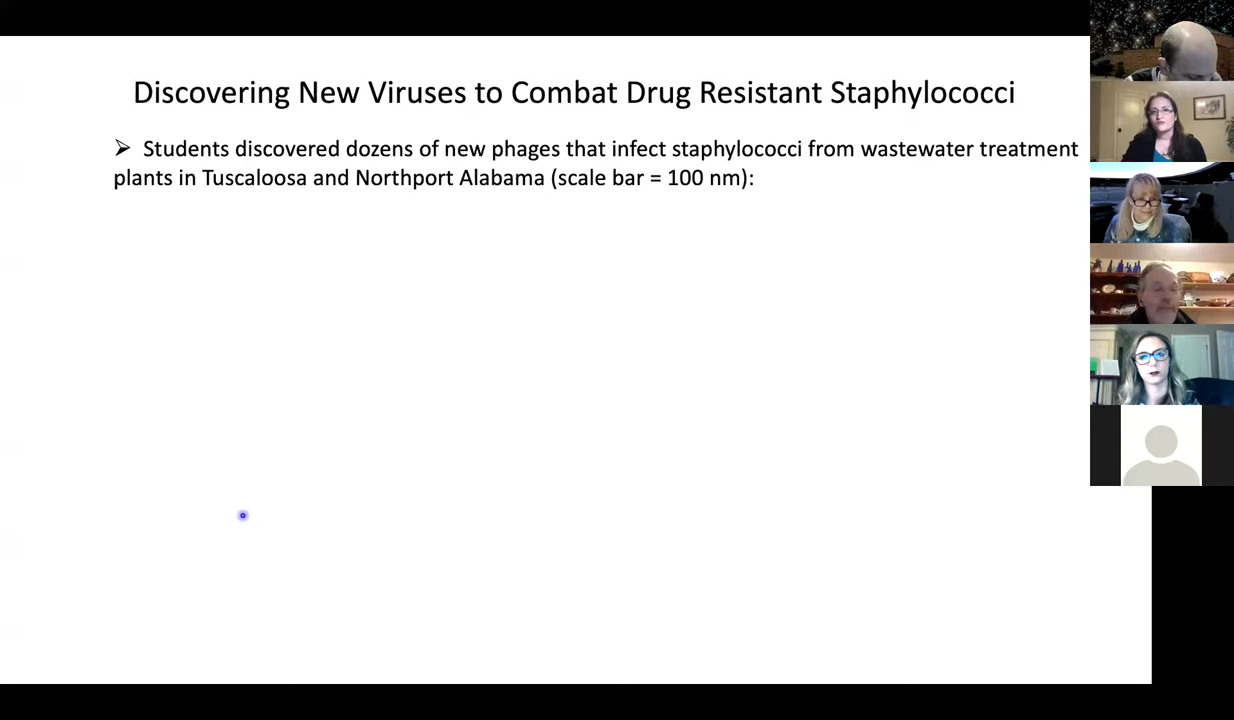 Discovering New Viruses to Combat Drug Resistant Staphylococci
➢ Students discovered dozens of new phages that infect staphylococci from wastewater treatment
plants in Tuscaloosa and Northport Alabama (scale bar = 100 nm):